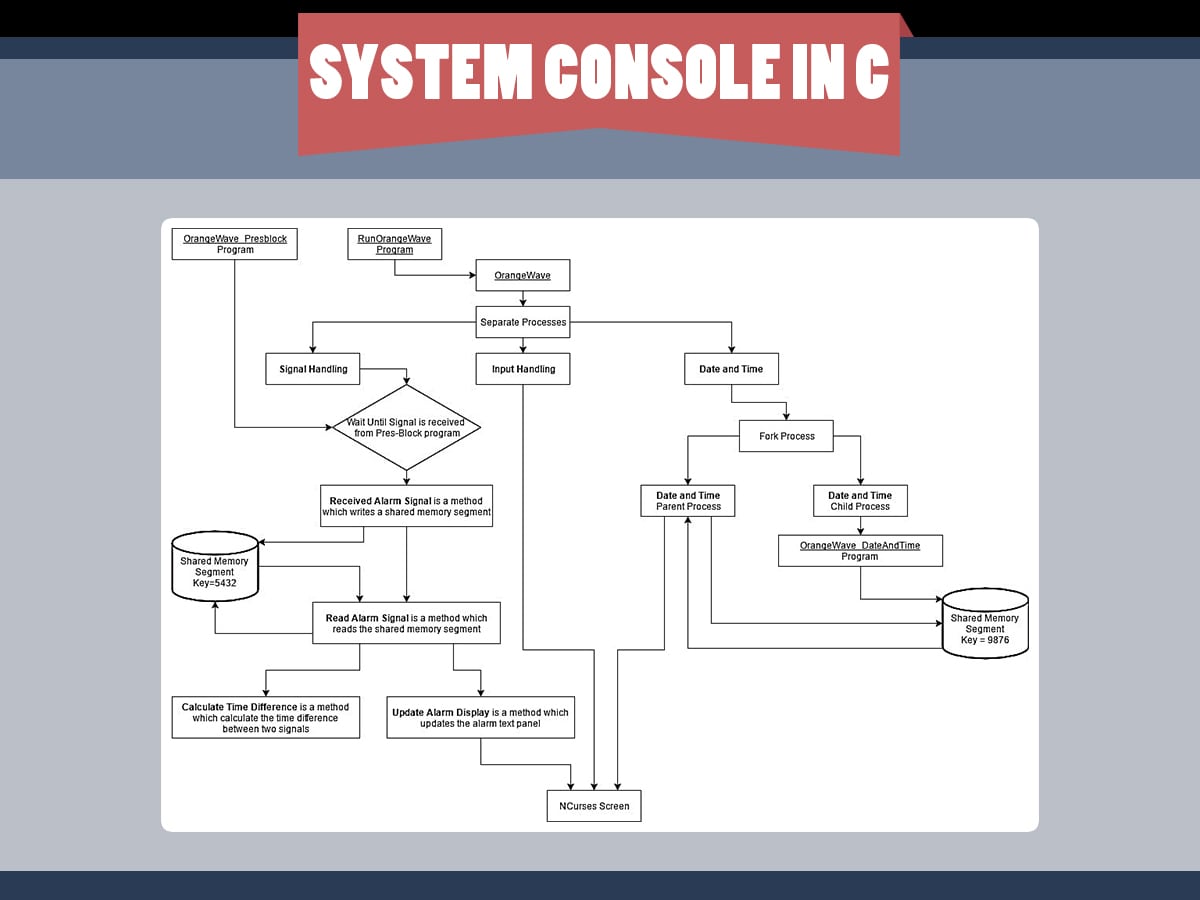 SYSTEM CONSOLE IN C
OrangeWave_Presblock
Program
RunOrangeWave
Program
OrangeWave
Separate Processes
Signal Handling
Input Handling
Date and Time
Wait Until Signal is received
from Pres-Block program
Fork Process
Received Alarm Signal is a method
which writes a shared memory segment
Date and Time
Parent Process
Date and Time
Child Process
OrangeWave_DateAndTime
Program
Shared Memory
Segment
Key=5432
Read Alarm Signal is a method which
reads the shared memory segment
Shared Memory
Segment
Key = 9876
Calculate Time Difference is a method
which calculate the time difference
between two signals
Update Alarm Display is a method which
updates the alarm text panel
NCurses Screen